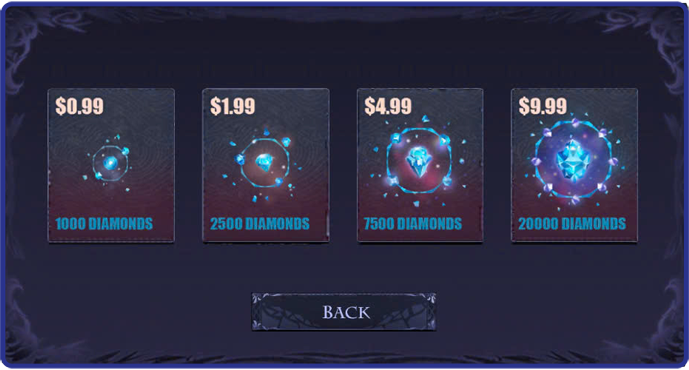 $0.99
1000 DIAMONDS
$1.99
2500 DIAMONDS
$4.99
7500 DIAMONDS
$9.99
20000 DIAMONDS
BACK